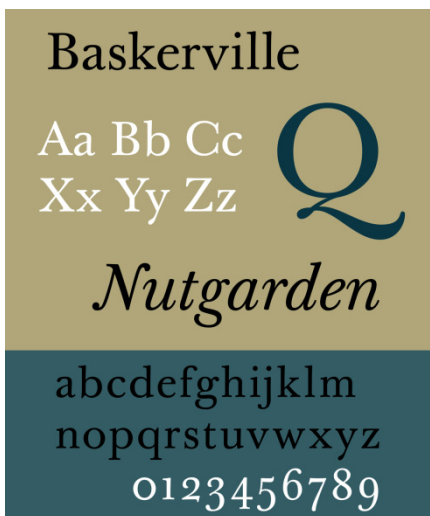 Baskerville
Aa Bb Cc
Xx Yy Zz
Q
Nutgarden
abcdefghijklm
nopqrstuvwxyz
0123456789